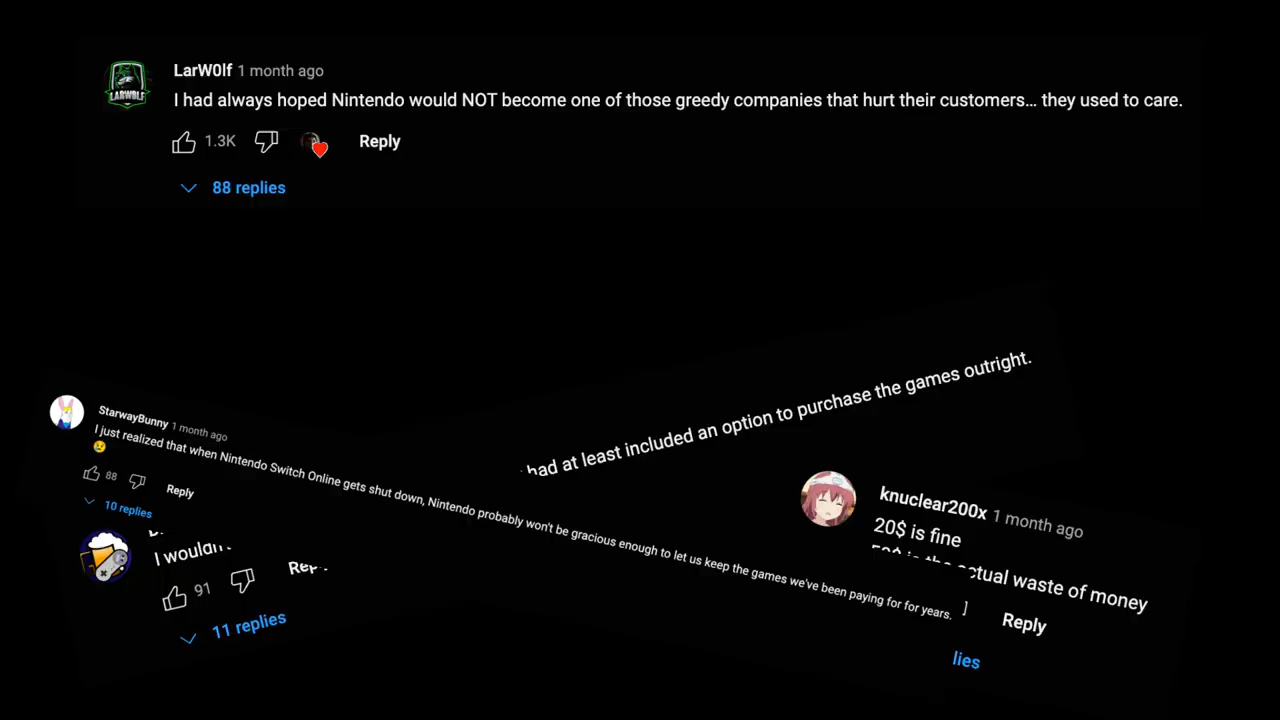 LarW0lf 1 month ago
I had always hoped Nintendo would NOT become one of those greedy companies that hurt their customers... they used to care.
1.3K Reply
88 replies
had at least included an option to purchase the games outright.
StarwayBunny 1 month ago
I just realized that when Nintendo Switch Online gets shut down, Nintendo probably won't be gracious enough to let us keep the games we've been paying for for years.
😢
88 Reply
10 replies
I wouldn't
91
11 replies
knuclear200x 1 month ago
20$ is fine
actual waste of money
Reply
lies
LARW0LF